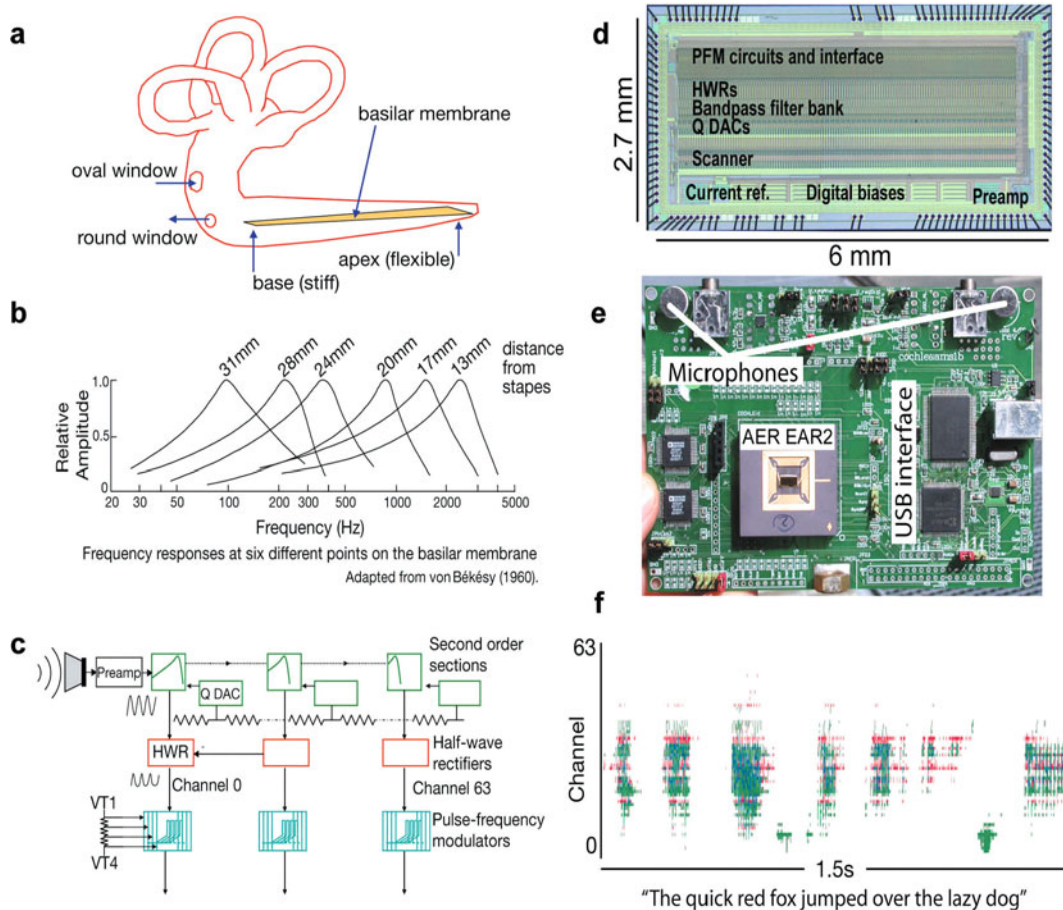 a
basilar membrane
oval window
round window
apex (flexible)
base (stiff)
b
31mm
28mm
24mm
20mm
17mm
13mm
distance
from
stapes
Relative
Amplitude
1.0
0.5
20 30 100 200 300 400 1000 2000 5000
Frequency (Hz)
Frequency responses at six different points on the basilar membrane
Adapted from von Békésy (1960).
c
Preamp
Second order
sections
Q DAC
HWR
Half-wave
rectifiers
Channel 0
Channel 63
VT1
VT4
Pulse-frequency
modulators
d
PFM circuits and interface
HWRs
Bandpass filter bank
Q DACs
Scanner
Current ref.
Digital biases
Preamp
2.7 mm
6 mm
e
Microphones
rev.
cochleaams1b
AER EAR2
USB interface
f
63
Channel
0
1.5s
"The quick red fox jumped over the lazy dog"